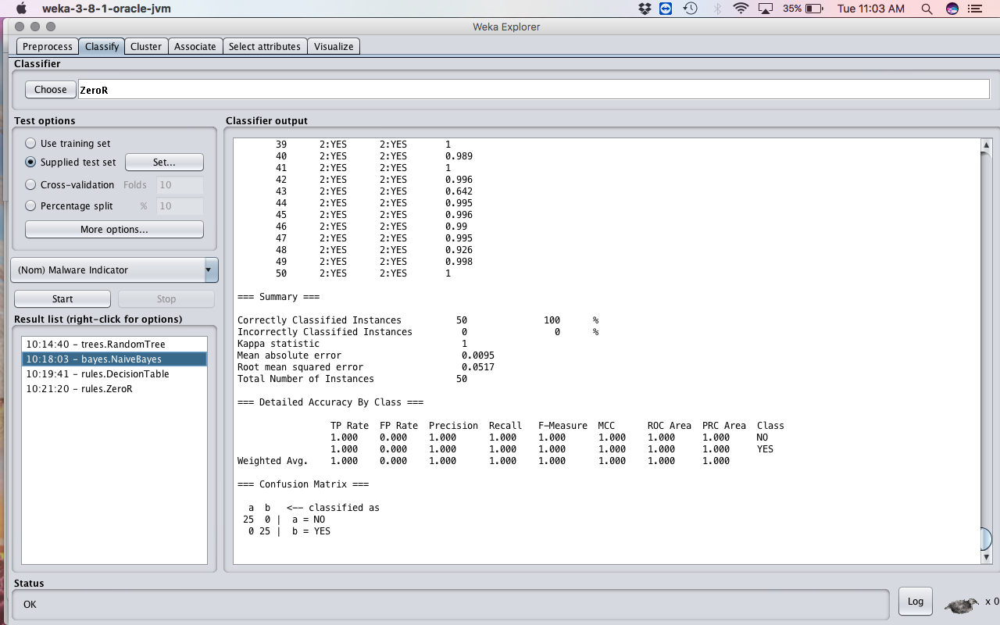 weka-3-8-1-oracle-jvm 35% Tue 11:03 AM
Weka Explorer
Preprocess Classify Cluster Associate Select attributes Visualize
Classifier
Choose ZeroR
Test options
Use training set
Supplied test set Set...
Cross-validation Folds 10
Percentage split % 10
More options...
(Nom) Malware Indicator
Start Stop
Result list (right-click for options)
10:14:40 – trees.RandomTree
10:18:03 – bayes.NaiveBayes
10:19:41 – rules.DecisionTable
10:21:20 – rules.ZeroR
Classifier output
39 2:YES 2:YES 1
40 2:YES 2:YES 0.989
41 2:YES 2:YES 1
42 2:YES 2:YES 0.996
43 2:YES 2:YES 0.642
44 2:YES 2:YES 0.995
45 2:YES 2:YES 0.996
46 2:YES 2:YES 0.99
47 2:YES 2:YES 0.995
48 2:YES 2:YES 0.926
49 2:YES 2:YES 0.998
50 2:YES 2:YES 1
=== Summary ===
Correctly Classified Instances 50 100 %
Incorrectly Classified Instances 0 0 %
Kappa statistic 1
Mean absolute error 0.0095
Root mean squared error 0.0517
Total Number of Instances 50
=== Detailed Accuracy By Class ===
TP Rate FP Rate Precision Recall F-Measure MCC ROC Area PRC Area Class
1.000 0.000 1.000 1.000 1.000 1.000 1.000 1.000 NO
1.000 0.000 1.000 1.000 1.000 1.000 1.000 1.000 YES
Weighted Avg. 1.000 0.000 1.000 1.000 1.000 1.000 1.000 1.000
=== Confusion Matrix ===
a b <-- classified as
25 0 | a = NO
0 25 | b = YES
Status
OK
Log x 0